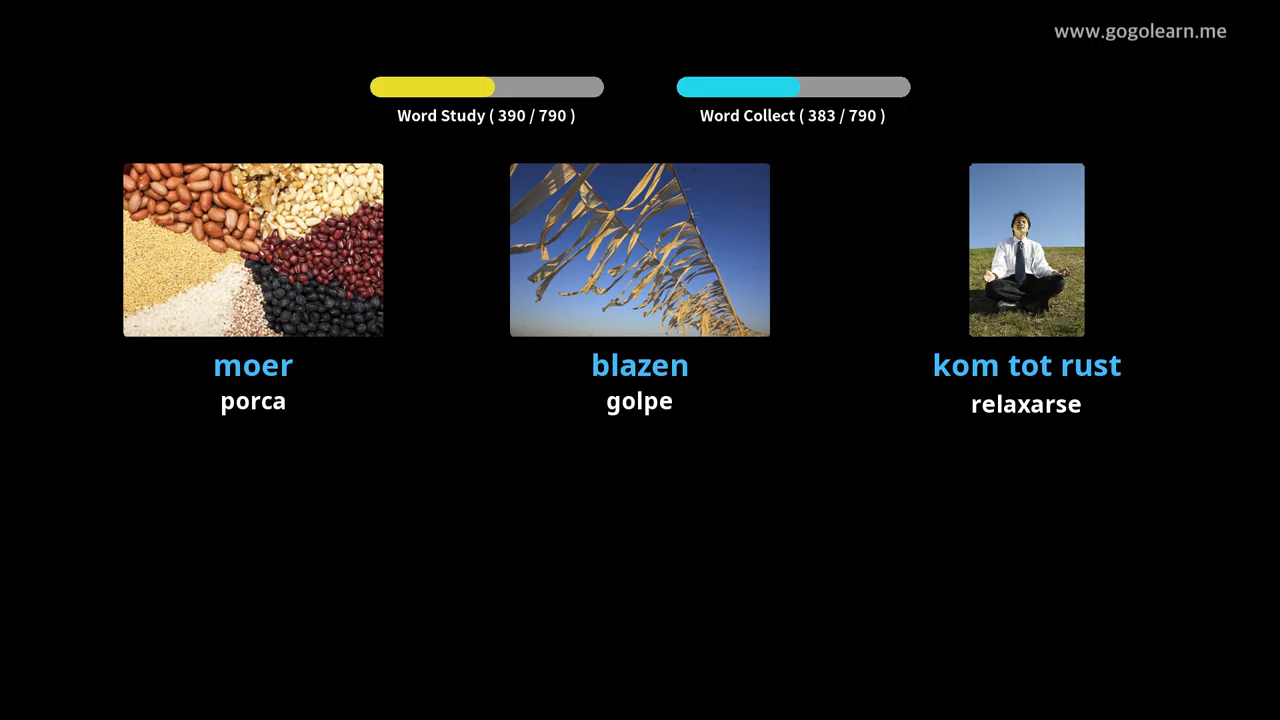 www.gogolearn.me
Word Study ( 390 / 790 )
Word Collect ( 383 / 790 )
moer
porca
blazen
golpe
kom tot rust
relaxarse